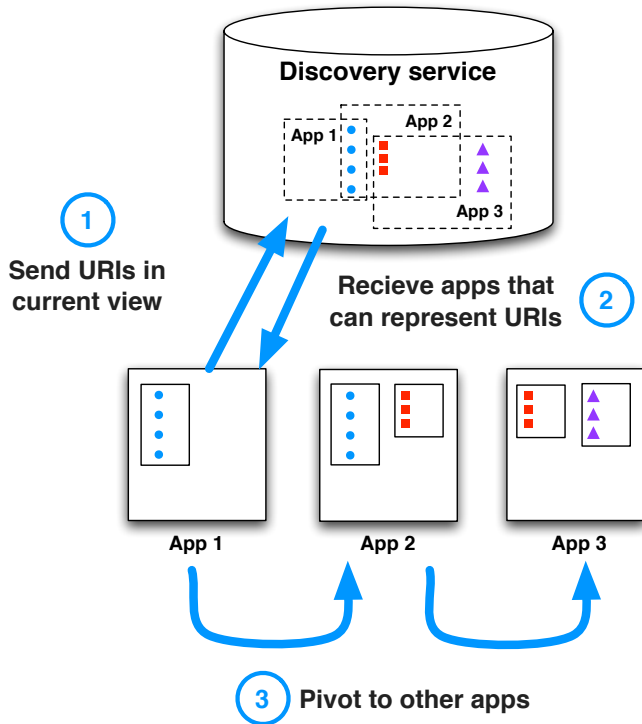 Discovery service
App 1
App 2
App 3
1
Send URIs in
current view
Recieve apps that
can represent URIs
2
App 1
App 2
App 3
3 Pivot to other apps